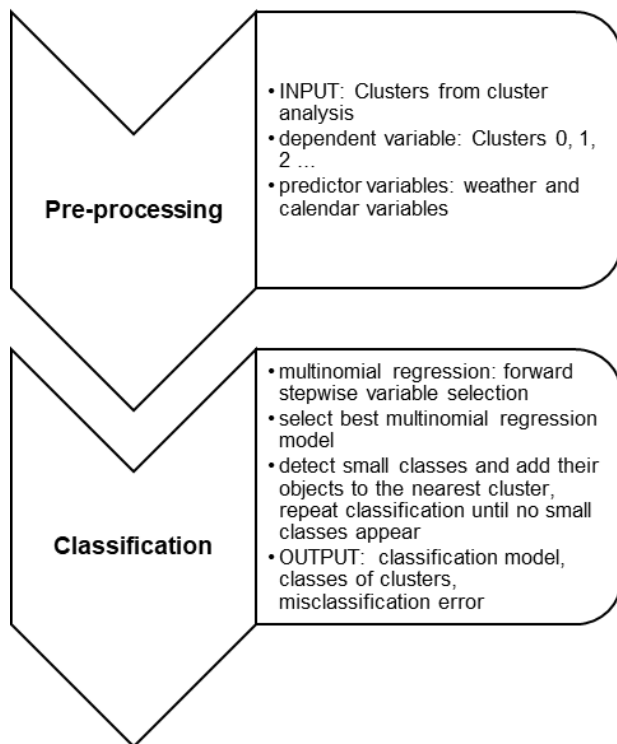 Pre-processing
• INPUT: Clusters from cluster
analysis
• dependent variable: Clusters 0, 1,
2 ...
• predictor variables: weather and
calendar variables
Classification
• multinomial regression: forward
stepwise variable selection
• select best multinomial regression
model
• detect small classes and add their
objects to the nearest cluster,
repeat classification until no small
classes appear
• OUTPUT: classification model,
classes of clusters,
misclassification error